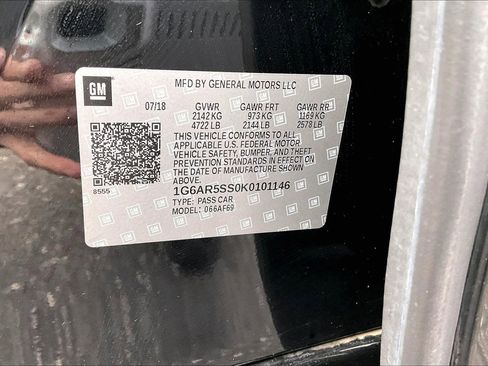 GM
MFD BY GENERAL MOTORS LLC
07/18 GVWR GAWR FRT GAWR RR
2142 KG 973 KG 1169 KG
4722 LB 2144 LB 2578 LB
THIS VEHICLE CONFORMS TO ALL
APPLICABLE U.S. FEDERAL MOTOR
VEHICLE SAFETY, BUMPER, AND THEFT
PREVENTION STANDARDS IN EFFECT ON
THE DATE OF MANUFACTURE SHOWN
ABOVE.
8555
1G6AR5SS0K0101146
TYPE: PASS CAR
MODEL: 066AF69